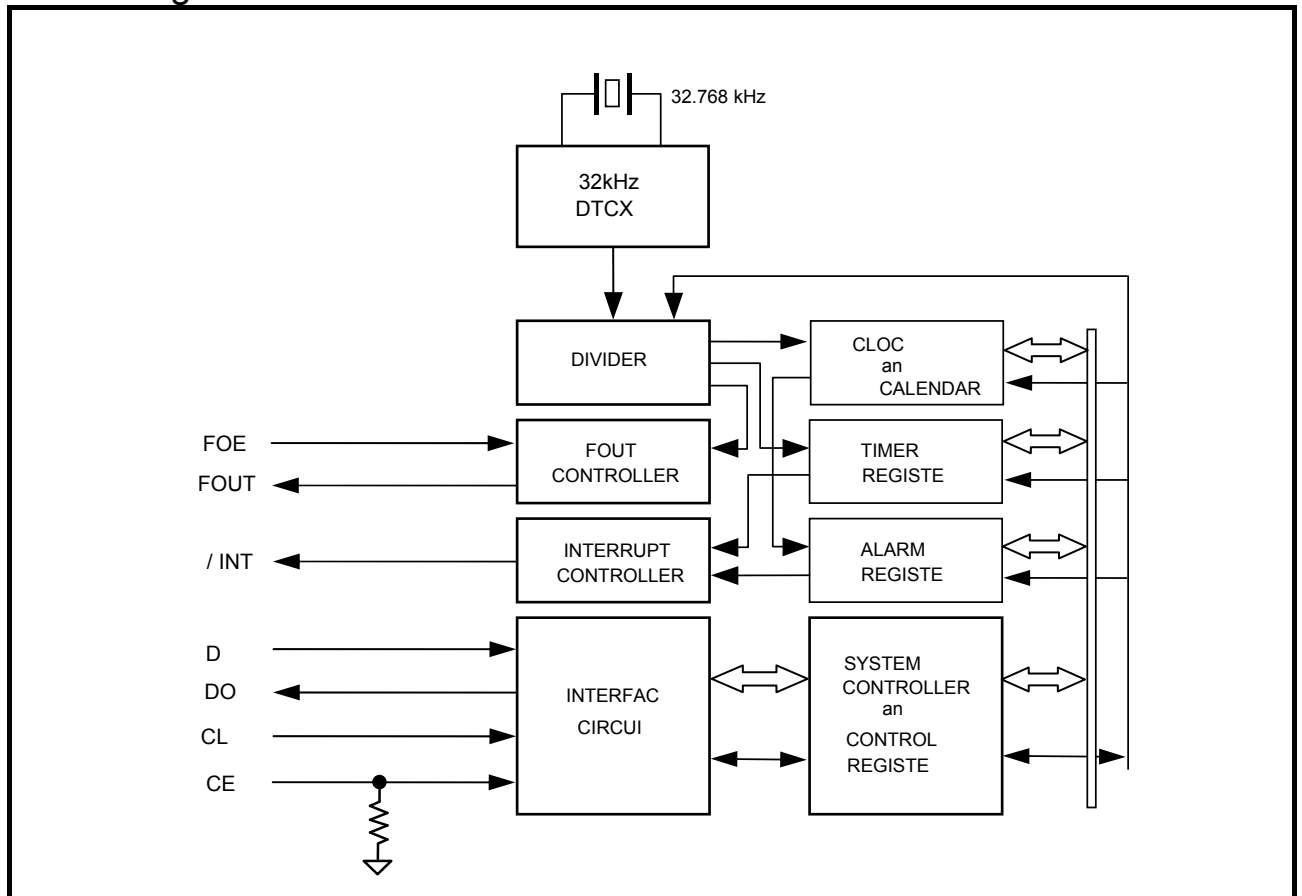 32.768 kHz
32kHz
DTCX
DIVIDER
CLOC
an
CALENDAR
FOE
FOUT
FOUT
CONTROLLER
TIMER
REGISTE
/ INT
INTERRUPT
CONTROLLER
ALARM
REGISTE
D
DO
CL
CE
INTERFAC
CIRCUI
SYSTEM
CONTROLLER
an
CONTROL
REGISTE